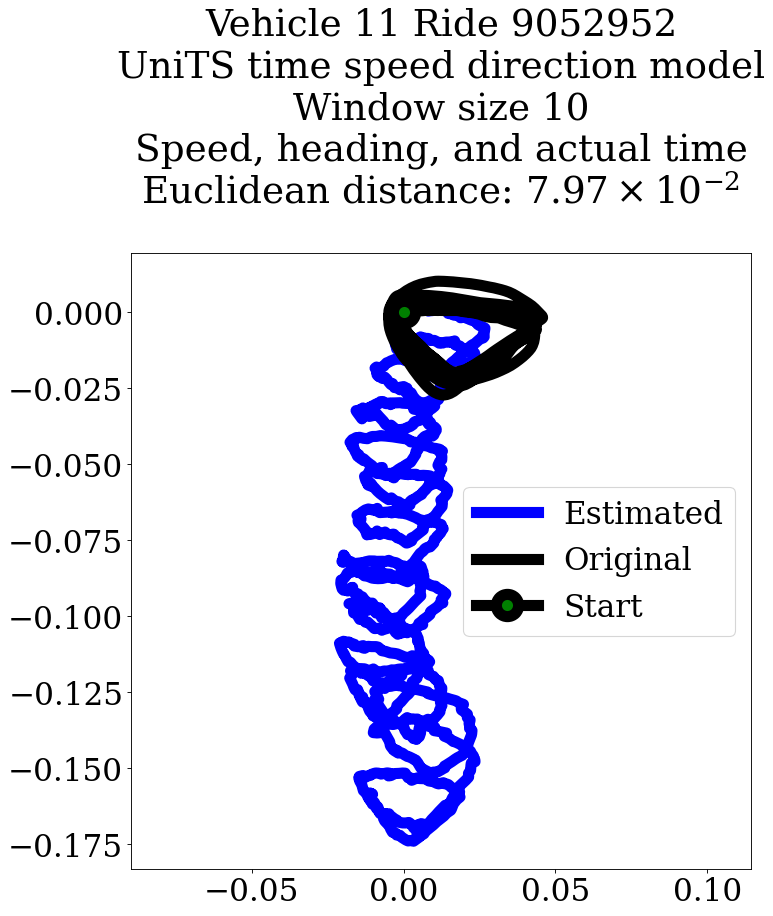 Vehicle 11 Ride 9052952
UniTS time speed direction model
Window size 10
Speed, heading, and actual time
Euclidean distance: 7.97 × 10⁻²
0.000
−0.025
−0.050
−0.075
−0.100
−0.125
−0.150
−0.175
Estimated
Original
Start
−0.05 0.00 0.05 0.10